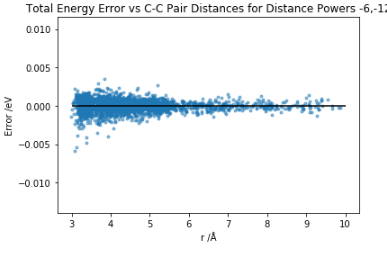 Total Energy Error vs C-C Pair Distances for Distance Powers -6,-12
0.010
0.005
0.000
−0.005
−0.010
Error /eV
3 4 5 6 7 8 9 10
r /Å